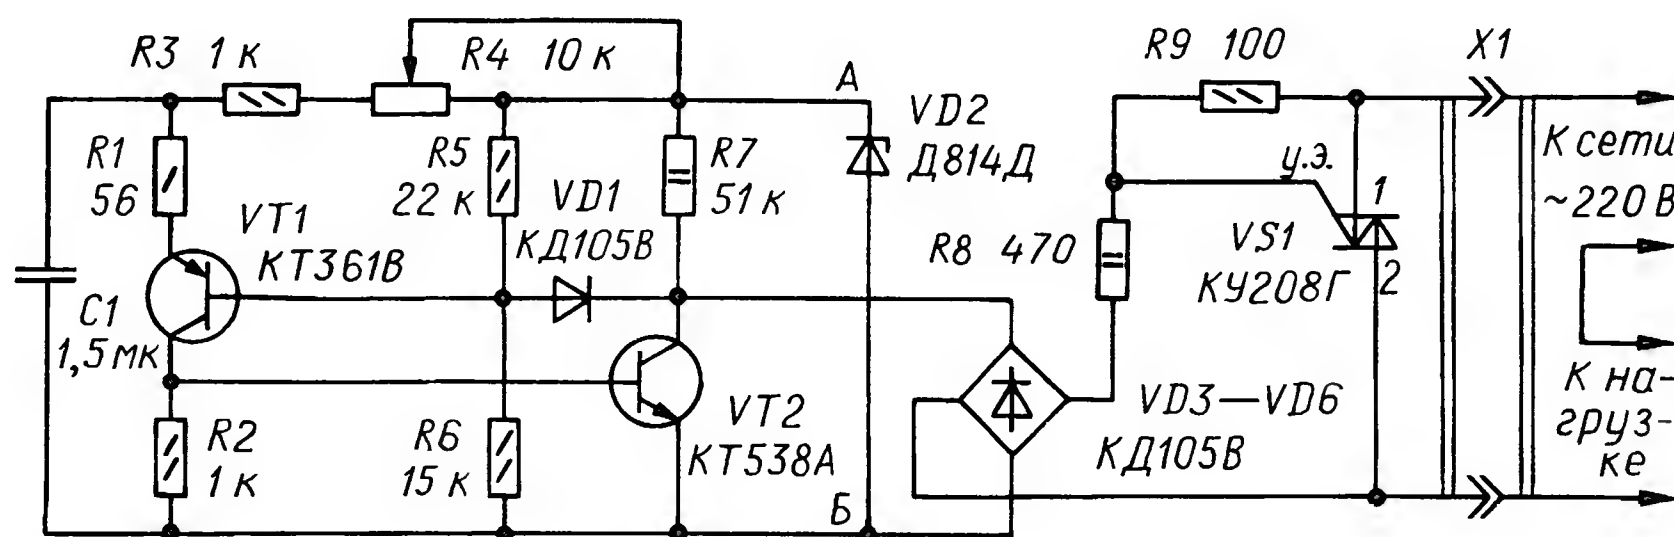 R3 1 к
R4 10 к
R1
56
VT1
КТ361В
С1
1,5 мк
R2
1 к
R5
22 к
VD1
КД105В
R6
15 к
R7
51 к
VT2
КТ538А
А
Б
VD2
Д814Д
R9 100
R8 470
у.э.
1
2
VS1
КУ208Г
VD3—VD6
КД105В
X1
К сети
~220 В
К на-
груз-
ке